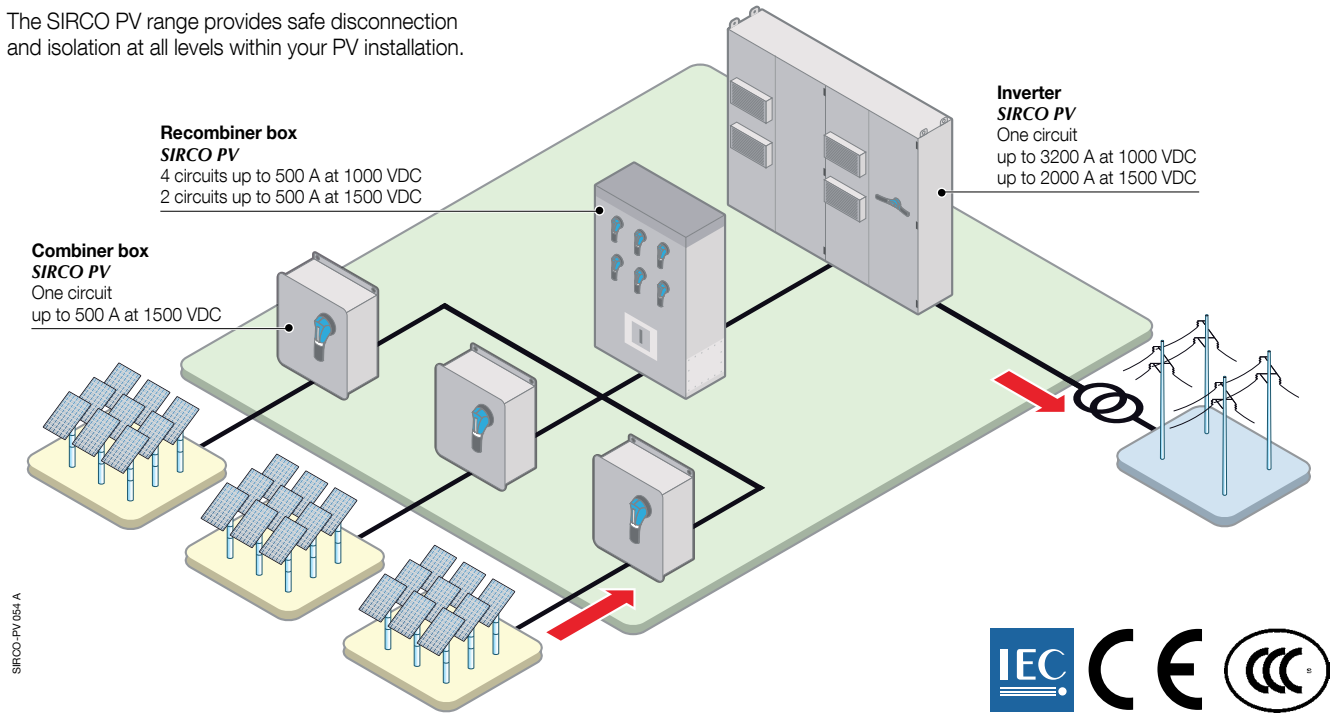 The SIRCO PV range provides safe disconnection
and isolation at all levels within your PV installation.
Inverter
SIRCO PV
One circuit
up to 3200 A at 1000 VDC
up to 2000 A at 1500 VDC
Recombiner box
SIRCO PV
4 circuits up to 500 A at 1000 VDC
2 circuits up to 500 A at 1500 VDC
Combiner box
SIRCO PV
One circuit
up to 500 A at 1500 VDC
SIRCO-PV 054 A
IEC
CE
CCC